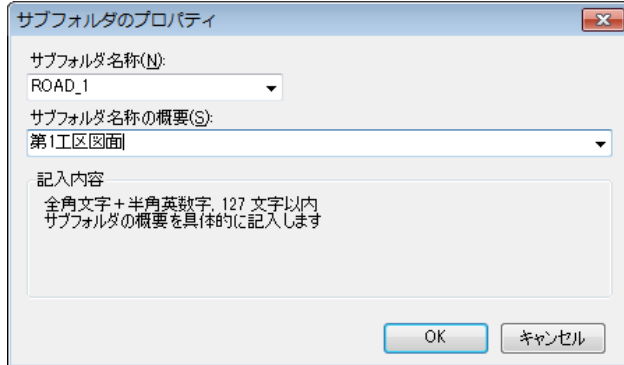 サブフォルダのプロパティ
サブフォルダ名称(N):
ROAD_1
サブフォルダ名称の概要(S):
第1工区図面
記入内容
全角文字+半角英数字, 127 文字以内
サブフォルダの概要を具体的に記入します
OK
キャンセル